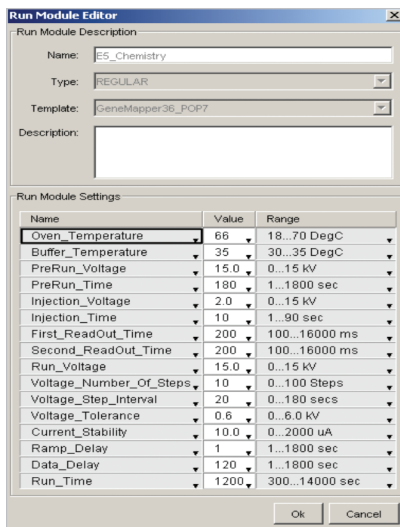 Run Module Editor
Run Module Description
Name: E5_Chemistry
Type: REGULAR
Template: GeneMapper36_POP7
Description:
Run Module Settings
Name Value Range
Oven_Temperature 66 18...70 DegC
Buffer_Temperature 35 30...35 DegC
PreRun_Voltage 15.0 0...15 kV
PreRun_Time 180 1...1800 sec
Injection_Voltage 2.0 0...15 kV
Injection_Time 10 1...90 sec
First_ReadOut_Time 200 100...16000 ms
Second_ReadOut_Time 200 100...16000 ms
Run_Voltage 15.0 0...15 kV
Voltage_Number_Of_Steps 10 0...100 Steps
Voltage_Step_Interval 20 0...180 secs
Voltage_Tolerance 0.6 0...6.0 kV
Current_Stability 10.0 0...2000 uA
Ramp_Delay 1 1...1800 sec
Data_Delay 120 1...1800 sec
Run_Time 1200 300...14000 sec
Ok Cancel